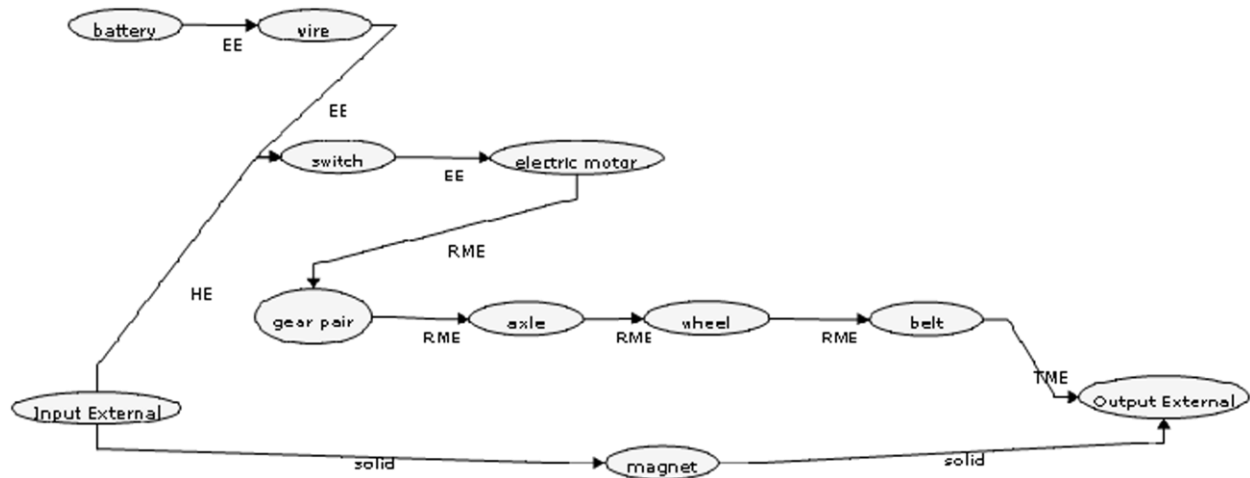 battery
EE
wire
EE
switch
EE
electric motor
RME
HE
gear pair
RME
axle
RME
wheel
RME
belt
TME
Input External
Output External
solid
magnet
solid